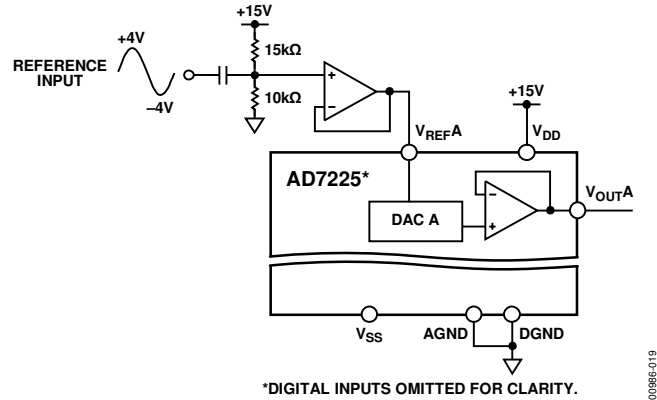 +15V
+4V
15kΩ
REFERENCE
INPUT
+
10kΩ
–4V
–
+15V
VREFA
VDD
AD7225*
–
VOUTA
DAC A
+
VSS
AGND
DGND
*DIGITAL INPUTS OMITTED FOR CLARITY.
00986-019